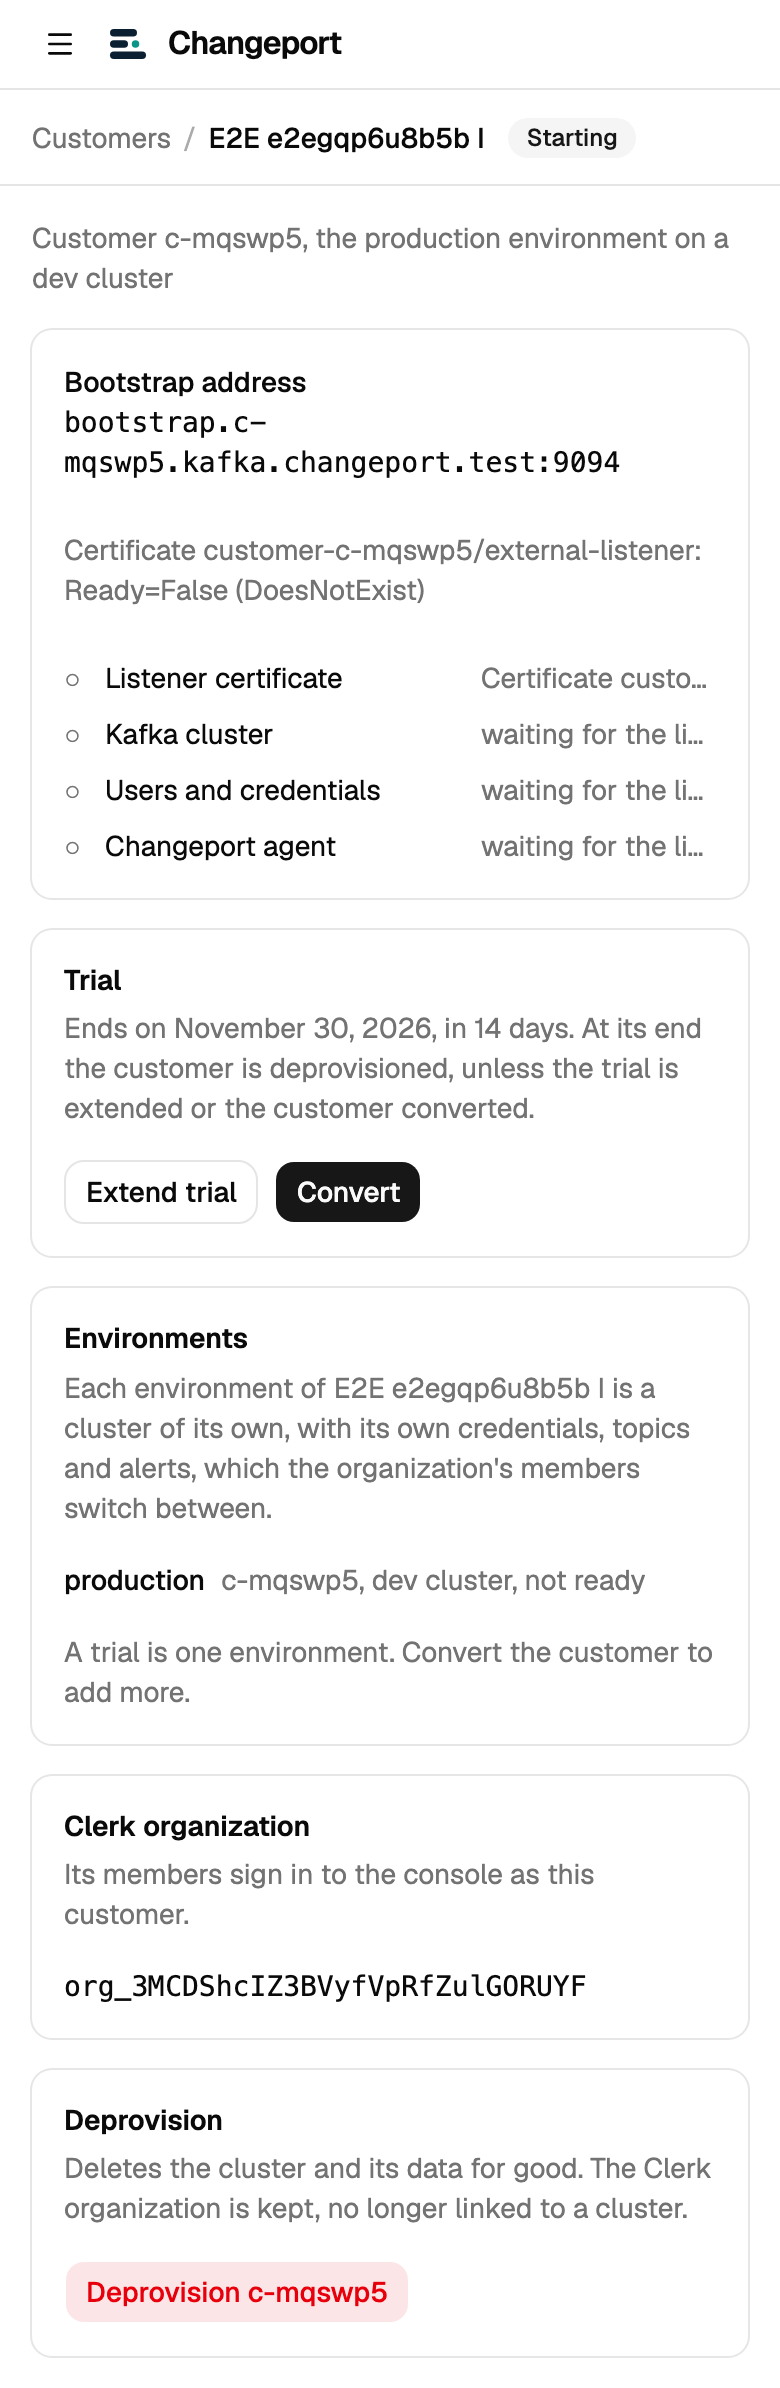 Changeport
Customers / E2E e2egqp6u8b5b I Starting
Customer c-mqswp5, the production environment on a
dev cluster
Bootstrap address
bootstrap.c-
mqswp5.kafka.changeport.test:9094
Certificate customer-c-mqswp5/external-listener:
Ready=False (DoesNotExist)
Listener certificate Certificate custo...
Kafka cluster waiting for the li...
Users and credentials waiting for the li...
Changeport agent waiting for the li...
Trial
Ends on November 30, 2026, in 14 days. At its end
the customer is deprovisioned, unless the trial is
extended or the customer converted.
Extend trial Convert
Environments
Each environment of E2E e2egqp6u8b5b I is a
cluster of its own, with its own credentials, topics
and alerts, which the organization's members
switch between.
production c-mqswp5, dev cluster, not ready
A trial is one environment. Convert the customer to
add more.
Clerk organization
Its members sign in to the console as this
customer.
org_3MCDShcIZ3BVyfVpRfZulGORUYF
Deprovision
Deletes the cluster and its data for good. The Clerk
organization is kept, no longer linked to a cluster.
Deprovision c-mqswp5